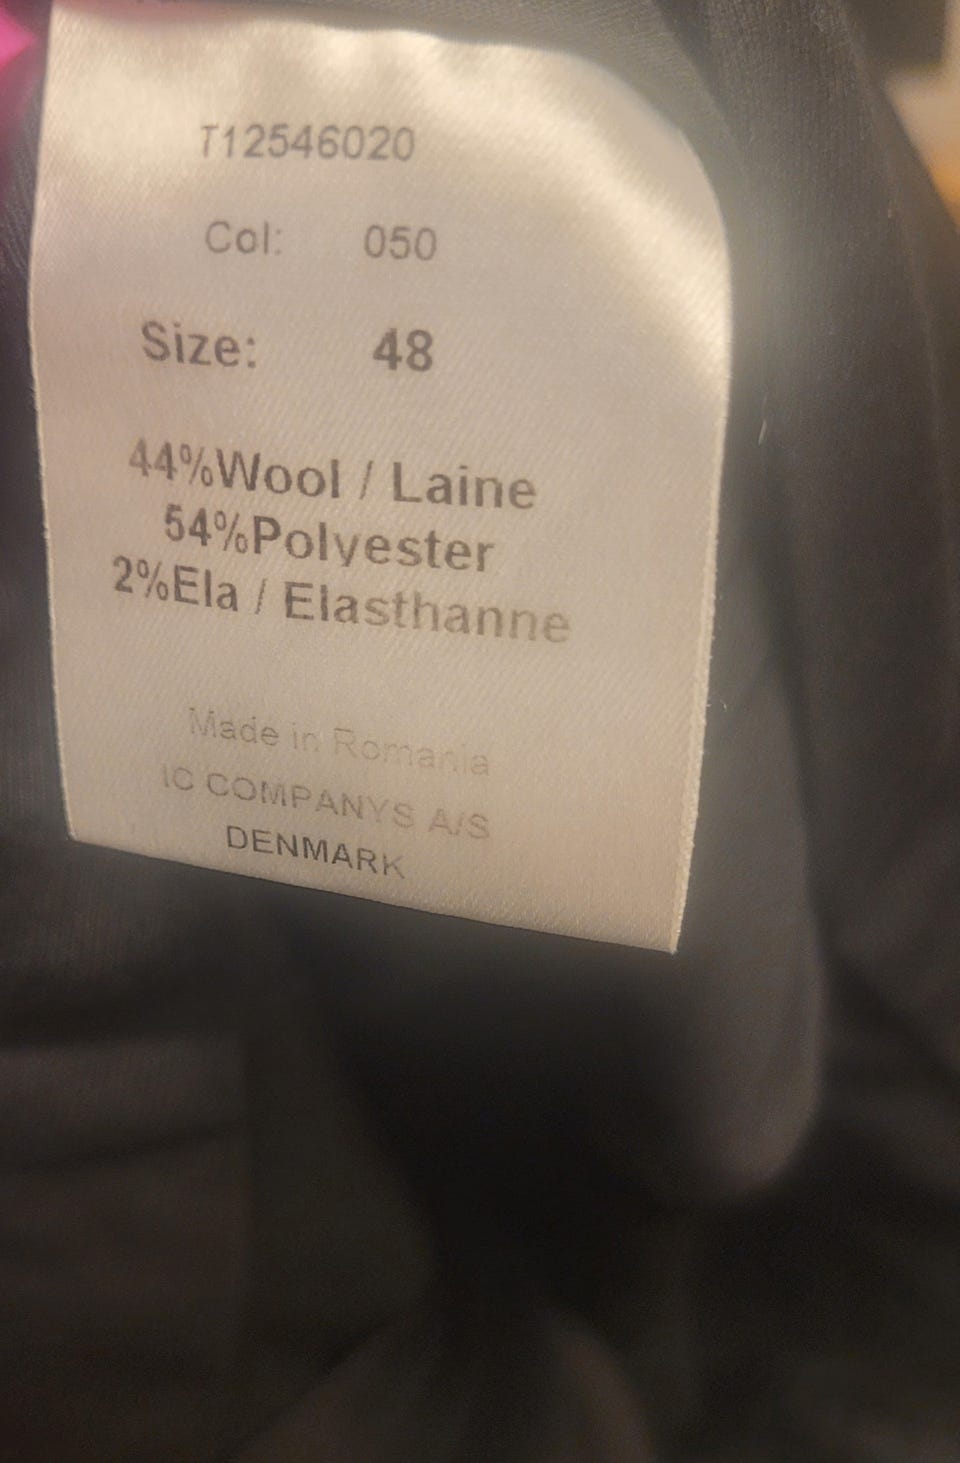 T12546020
Col: 050
Size: 48
44%Wool / Laine
54%Polyester
2%Ela / Elasthanne
Made in Romania
IC COMPANYS A/S
DENMARK